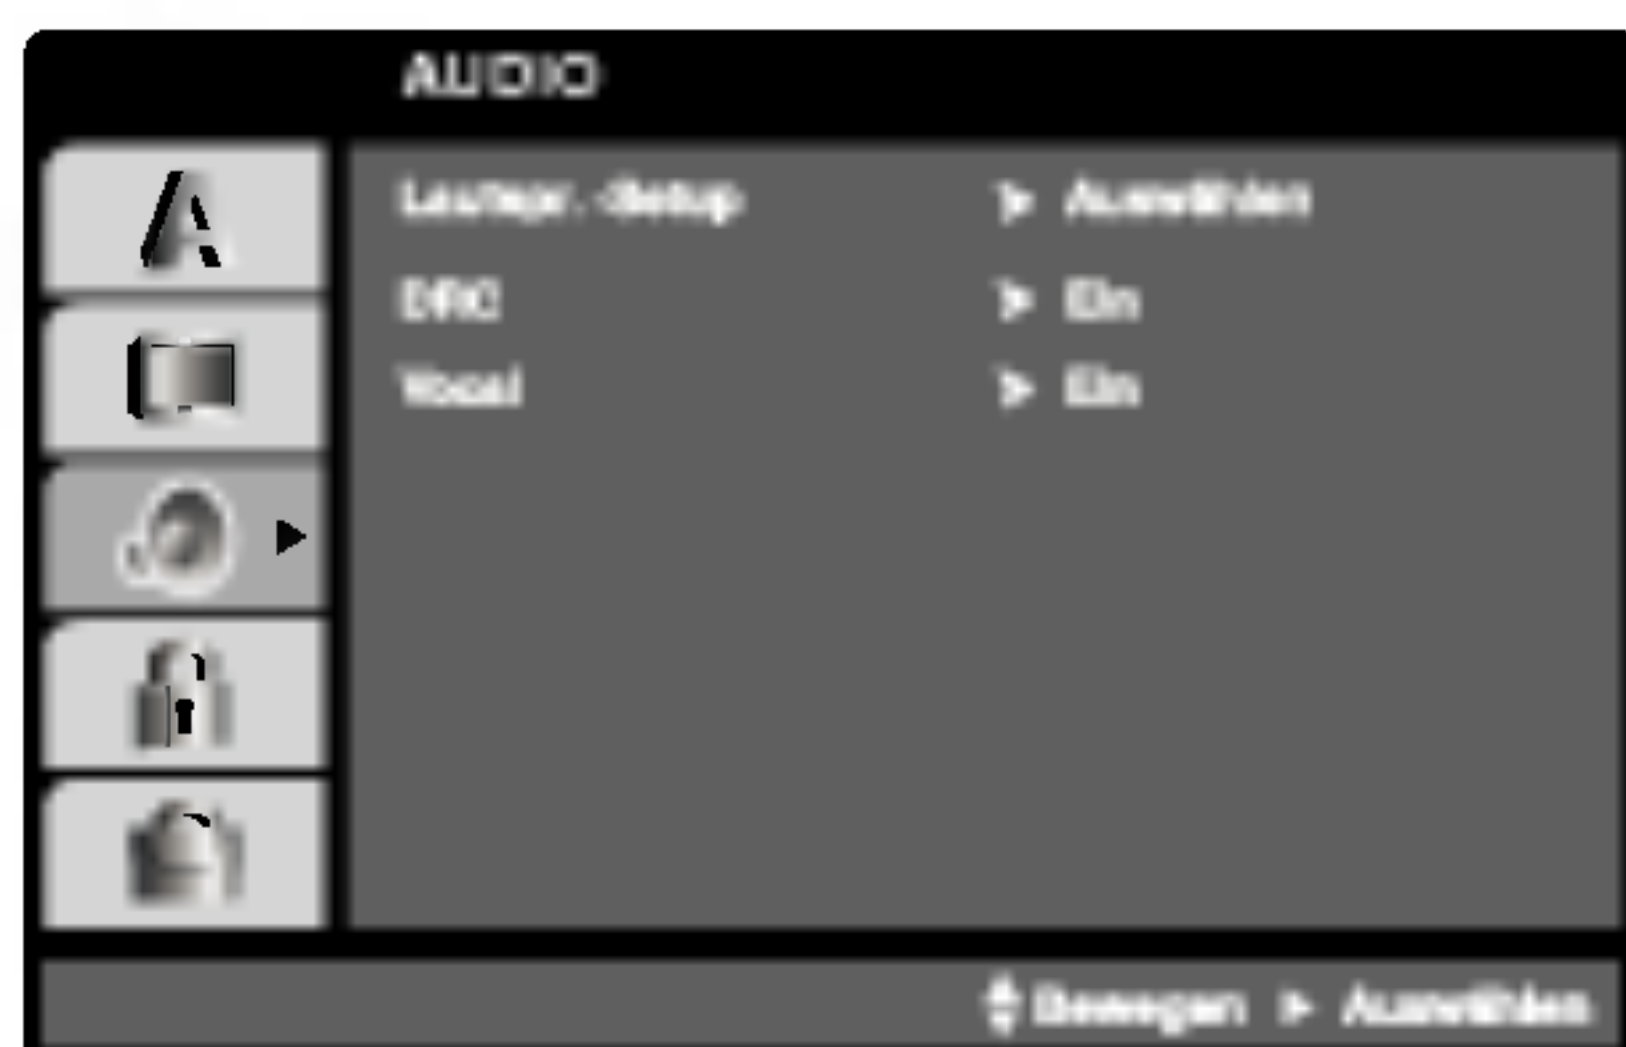 AUDIO
Lautspr.-Setup Auswählen
DRC Ein
Vocal Ein
Bewegen Auswählen